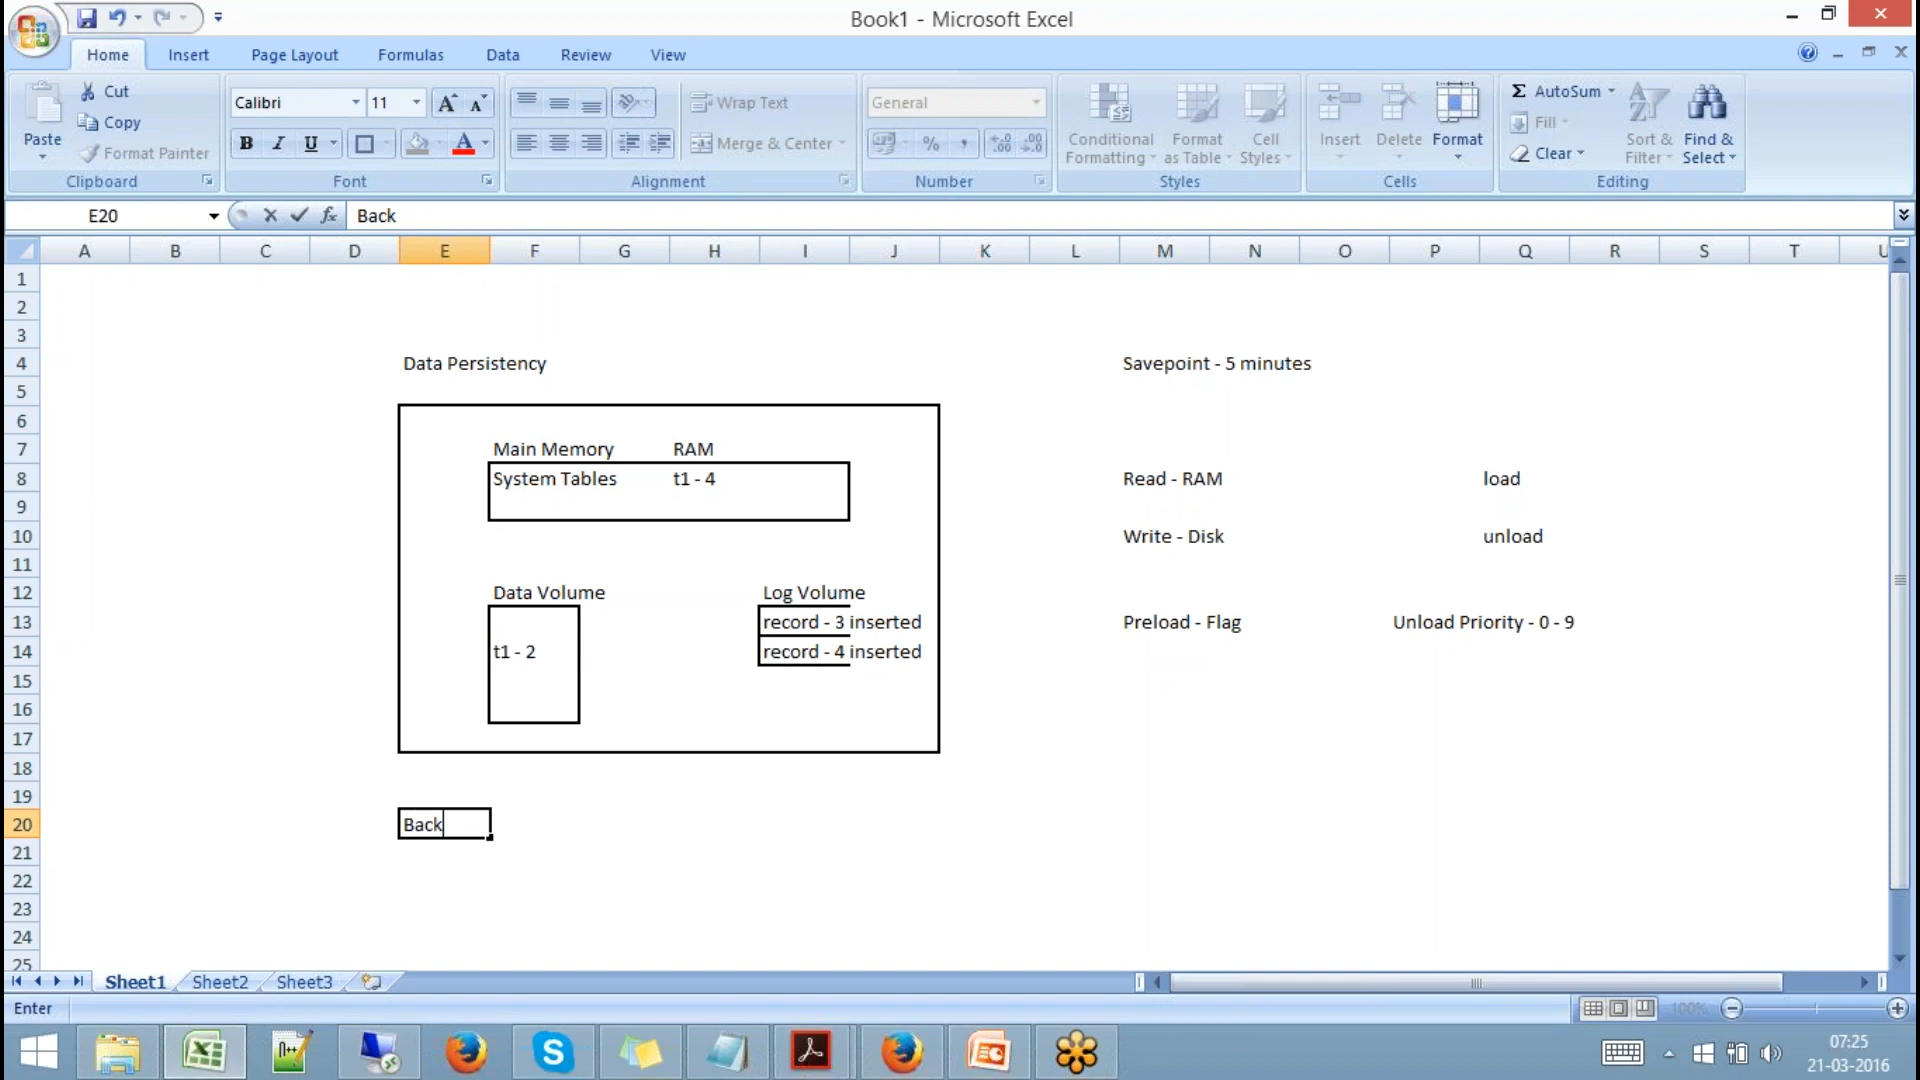 Book1 - Microsoft Excel
Home Insert Page Layout Formulas Data Review View
Paste
Cut
Copy
Format Painter
Clipboard
Calibri 11
B I U
Font
Wrap Text
Merge & Center
Alignment
General
%
Number
Conditional Formatting
Format as Table
Cell Styles
Styles
Insert Delete Format
Cells
Σ AutoSum
Fill
Clear
Sort & Filter
Find & Select
Editing
E20 fx Back
A B C D E F G H I J K L M N O P Q R S T U
1
2
3
4 Data Persistency Savepoint - 5 minutes
5
6
7 Main Memory RAM
8 System Tables t1 - 4 Read - RAM load
9
10 Write - Disk unload
11
12 Data Volume Log Volume
13 record - 3 inserted Preload - Flag Unload Priority - 0 - 9
14 t1 - 2 record - 4 inserted
15
16
17
18
19
20 Back
21
22
23
24
25
Sheet1 Sheet2 Sheet3
Enter 100%
07:25
21-03-2016